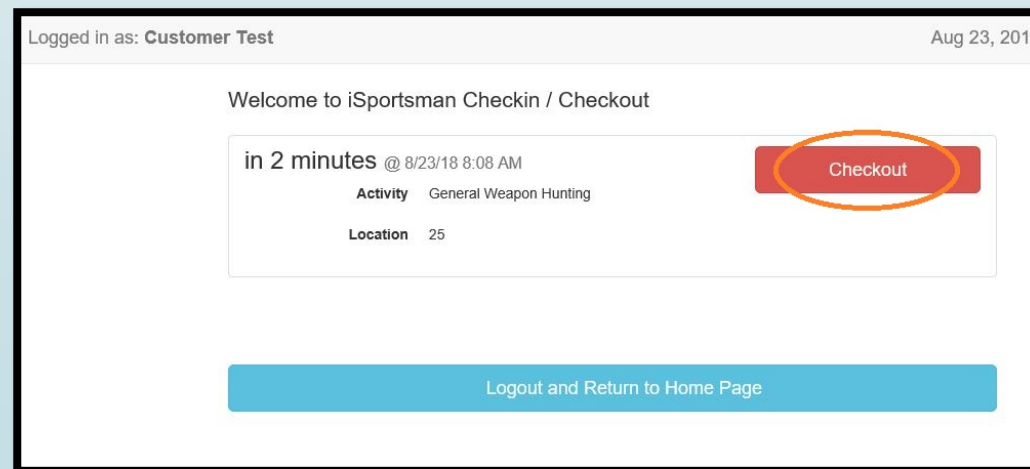 Logged in as: Customer Test Aug 23, 201
Welcome to iSportsman Checkin / Checkout
in 2 minutes @ 8/23/18 8:08 AM
Checkout
Activity General Weapon Hunting
Location 25
Logout and Return to Home Page